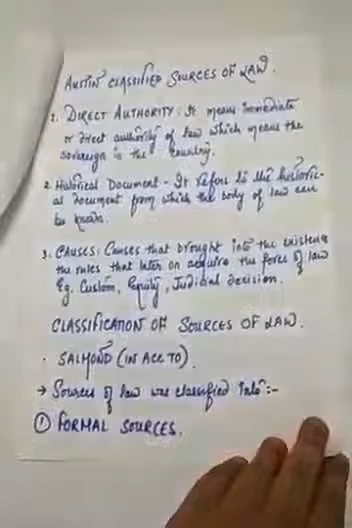 AUSTIN CLASSIFIED SOURCES OF LAW.
1. DIRECT AUTHORITY: It means immediate
or direct authority of law which means the
sovereign in the country.
2. Historical Document - It refers to the historic-
al document from which the body of law can
be known.
3. CAUSES: Causes that brought into the existence
the rules that later on acquire the force of law
Eg. Custom, Equity, Judicial decision.
CLASSIFICATION OF SOURCES OF LAW.
• SALMOND (IN ACC TO).
→ Sources of law was classified into:-
① FORMAL SOURCES.